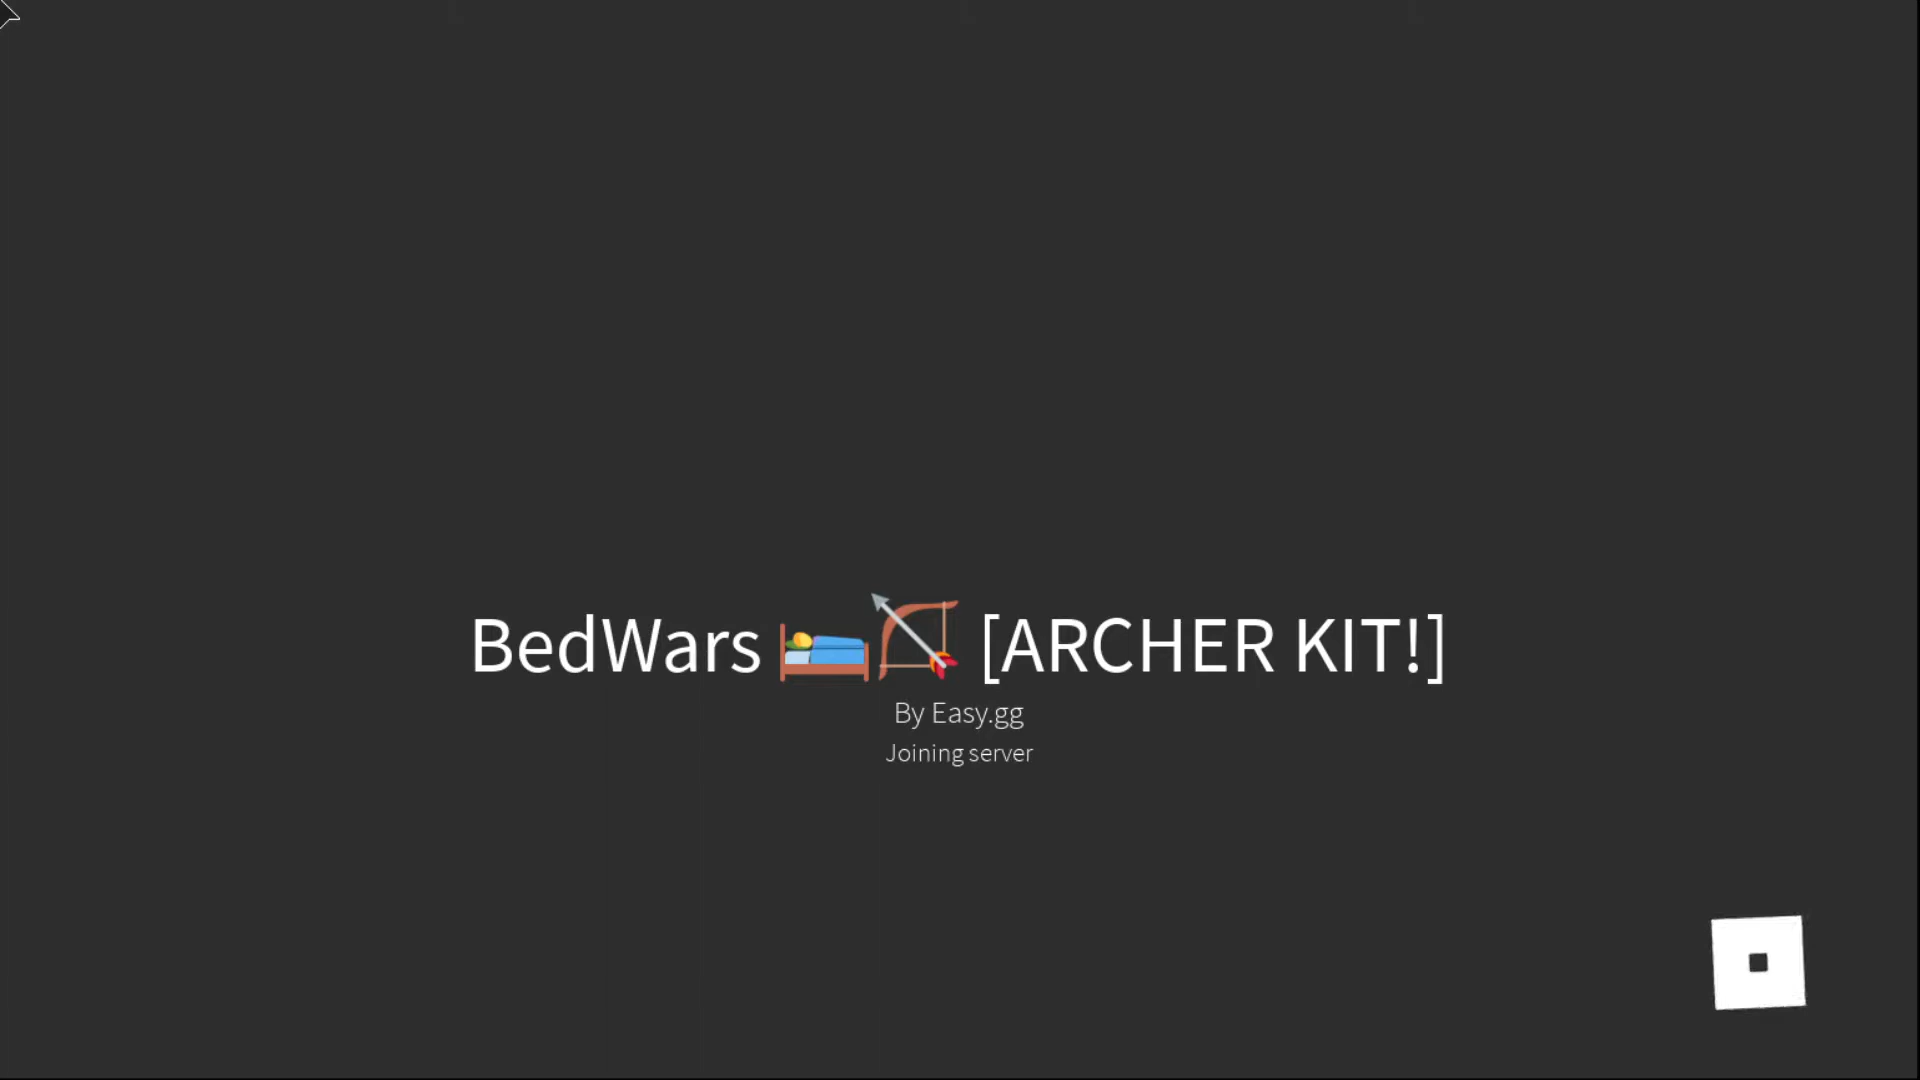 BedWars 🛏️🏹 [ARCHER KIT!]
By Easy.gg
Joining server